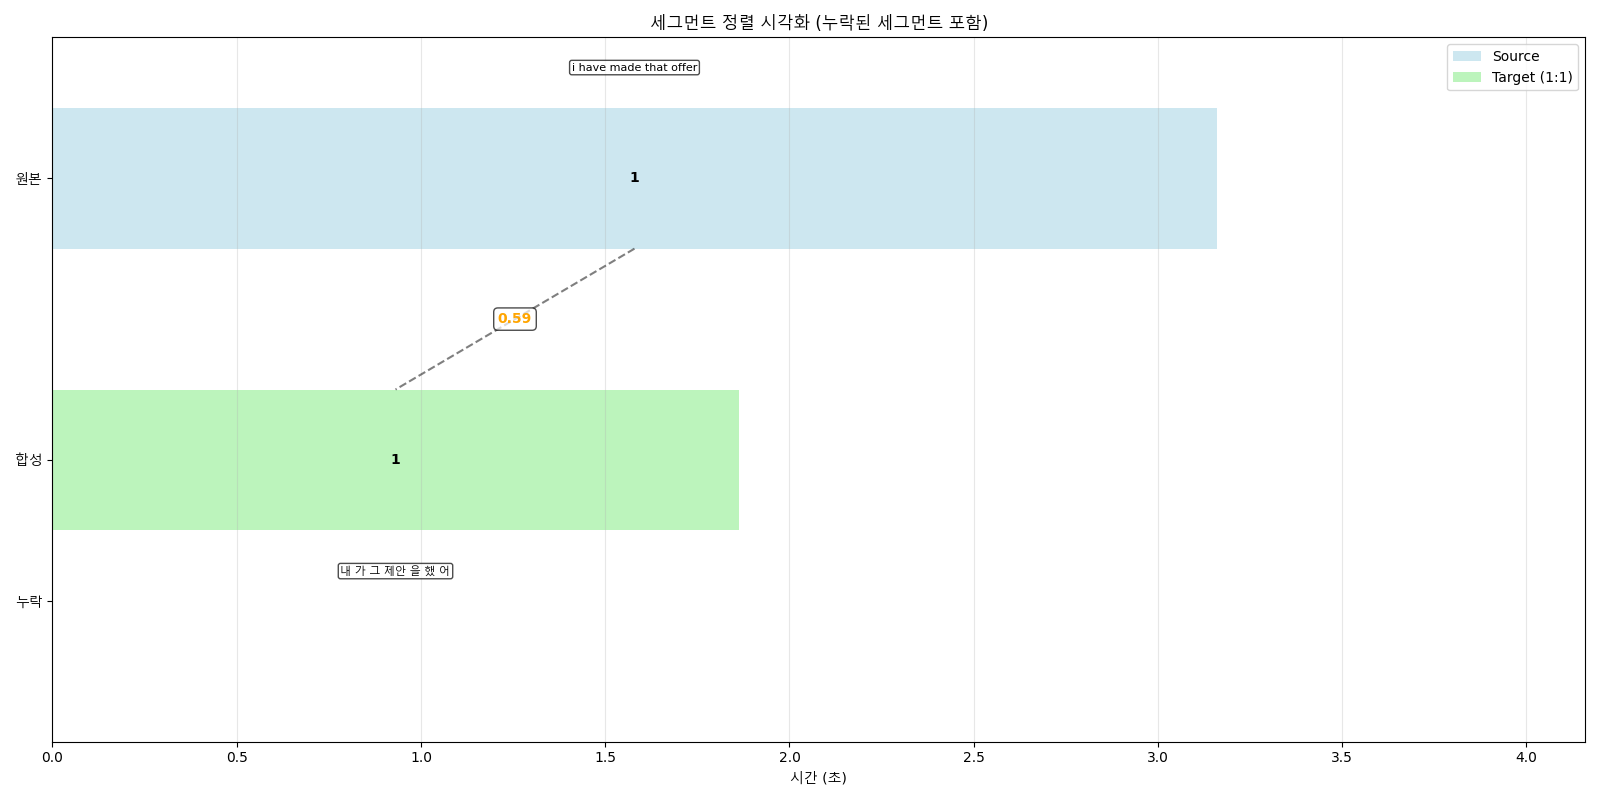 세그먼트 정렬 시각화 (누락된 세그먼트 포함)
i have made that offer
Source
Target (1:1)
원본
1
0.59
합성
1
내 가 그 제안 을 했 어
누락
0.0 0.5 1.0 1.5 2.0 2.5 3.0 3.5 4.0
시간 (초)